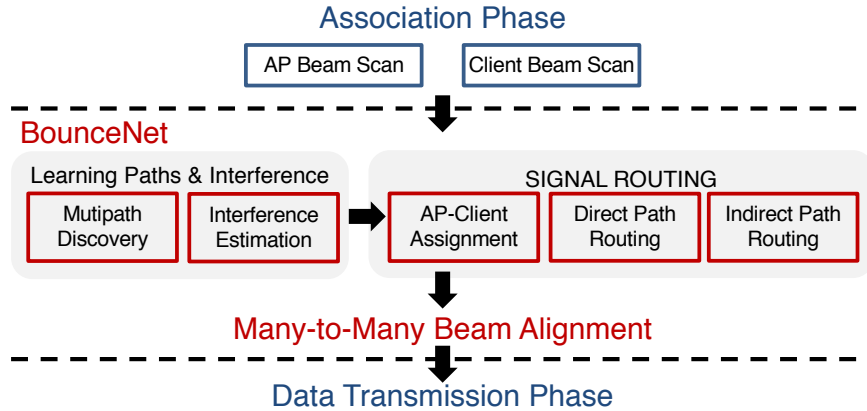 Association Phase
AP Beam Scan
Client Beam Scan
BounceNet
Learning Paths & Interference
SIGNAL ROUTING
Mutipath
Discovery
Interference
Estimation
AP-Client
Assignment
Direct Path
Routing
Indirect Path
Routing
Many-to-Many Beam Alignment
Data Transmission Phase